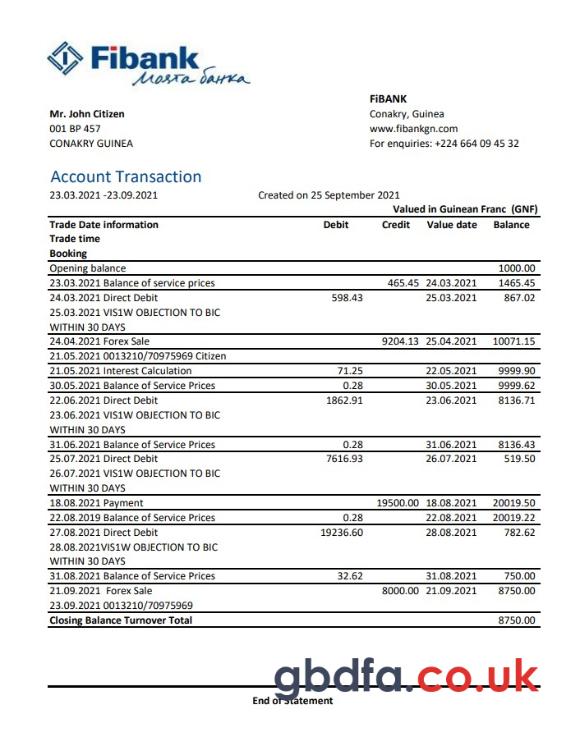 Fibank
Моята банка
FiBANK
Mr. John Citizen Conakry, Guinea
001 BP 457 www.fibankgn.com
CONAKRY GUINEA For enquiries: +224 664 09 45 32
Account Transaction
23.03.2021 -23.09.2021 Created on 25 September 2021
Valued in Guinean Franc (GNF)
Trade Date information Debit Credit Value date Balance
Trade time
Booking
Opening balance 1000.00
23.03.2021 Balance of service prices 465.45 24.03.2021 1465.45
24.03.2021 Direct Debit 598.43 25.03.2021 867.02
25.03.2021 VIS1W OBJECTION TO BIC
WITHIN 30 DAYS
24.04.2021 Forex Sale 9204.13 25.04.2021 10071.15
21.05.2021 0013210/70975969 Citizen
21.05.2021 Interest Calculation 71.25 22.05.2021 9999.90
30.05.2021 Balance of Service Prices 0.28 30.05.2021 9999.62
22.06.2021 Direct Debit 1862.91 23.06.2021 8136.71
23.06.2021 VIS1W OBJECTION TO BIC
WITHIN 30 DAYS
31.06.2021 Balance of Service Prices 0.28 31.06.2021 8136.43
25.07.2021 Direct Debit 7616.93 26.07.2021 519.50
26.07.2021 VIS1W OBJECTION TO BIC
WITHIN 30 DAYS
18.08.2021 Payment 19500.00 18.08.2021 20019.50
22.08.2019 Balance of Service Prices 0.28 22.08.2021 20019.22
27.08.2021 Direct Debit 19236.60 28.08.2021 782.62
28.08.2021VIS1W OBJECTION TO BIC
WITHIN 30 DAYS
31.08.2021 Balance of Service Prices 32.62 31.08.2021 750.00
21.09.2021 Forex Sale 8000.00 21.09.2021 8750.00
23.09.2021 0013210/70975969
Closing Balance Turnover Total 8750.00
gbdfa.co.uk
End of Statement